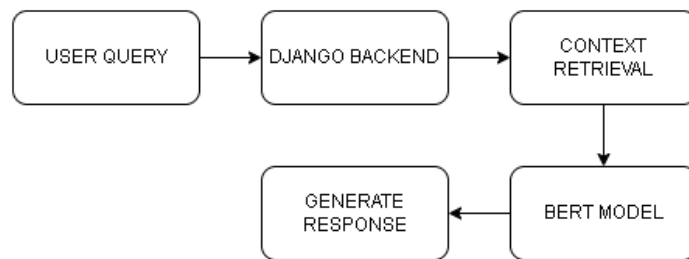 USER QUERY
DJANGO BACKEND
CONTEXT
RETRIEVAL
GENERATE
RESPONSE
BERT MODEL